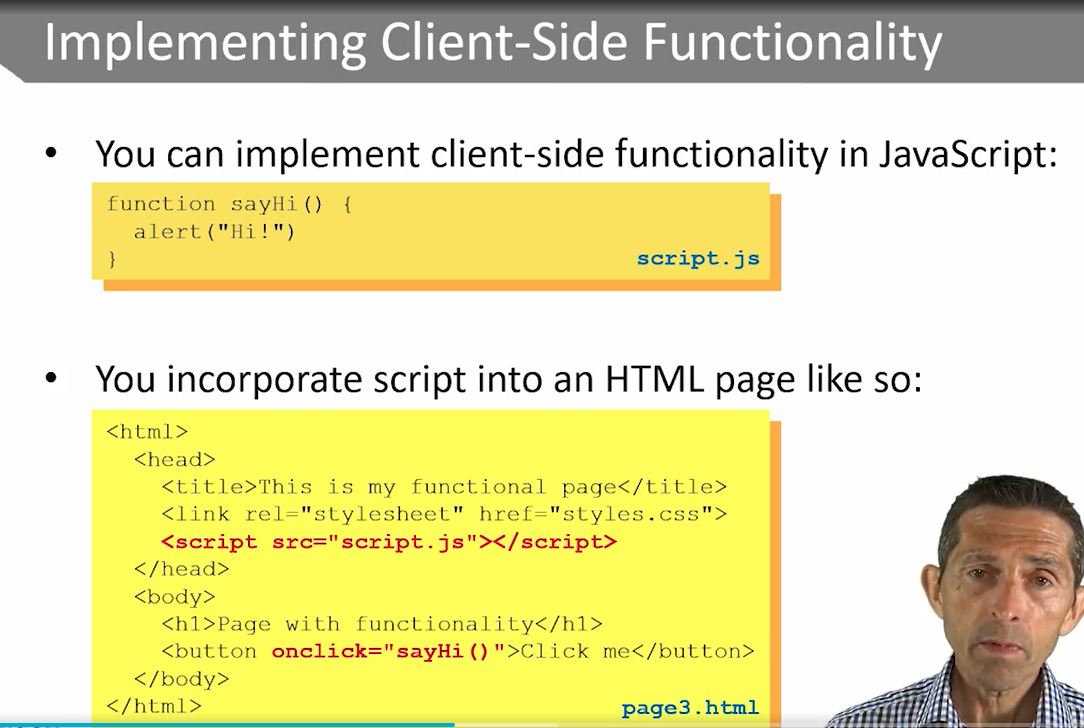 Implementing Client-Side Functionality
• You can implement client-side functionality in JavaScript:
function sayHi() {
  alert("Hi!")
}
script.js
• You incorporate script into an HTML page like so:
<html>
  <head>
    <title>This is my functional page</title>
    <link rel="stylesheet" href="styles.css">
    <script src="script.js"></script>
  </head>
  <body>
    <h1>Page with functionality</h1>
    <button onclick="sayHi()">Click me</button>
  </body>
</html>
page3.html